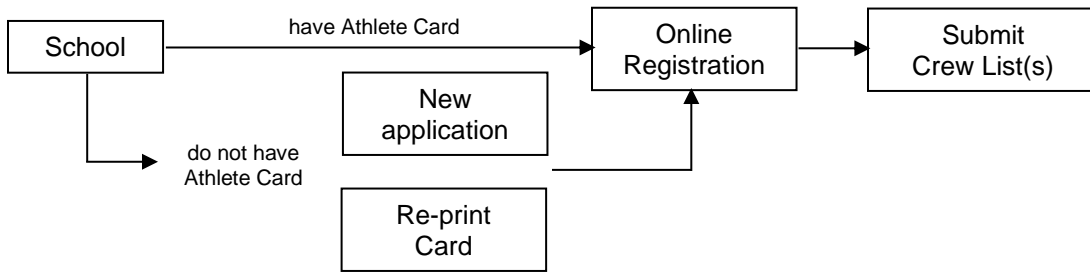 School
have Athlete Card
Online
Registration
Submit
Crew List(s)
New
application
do not have
Athlete Card
Re-print
Card